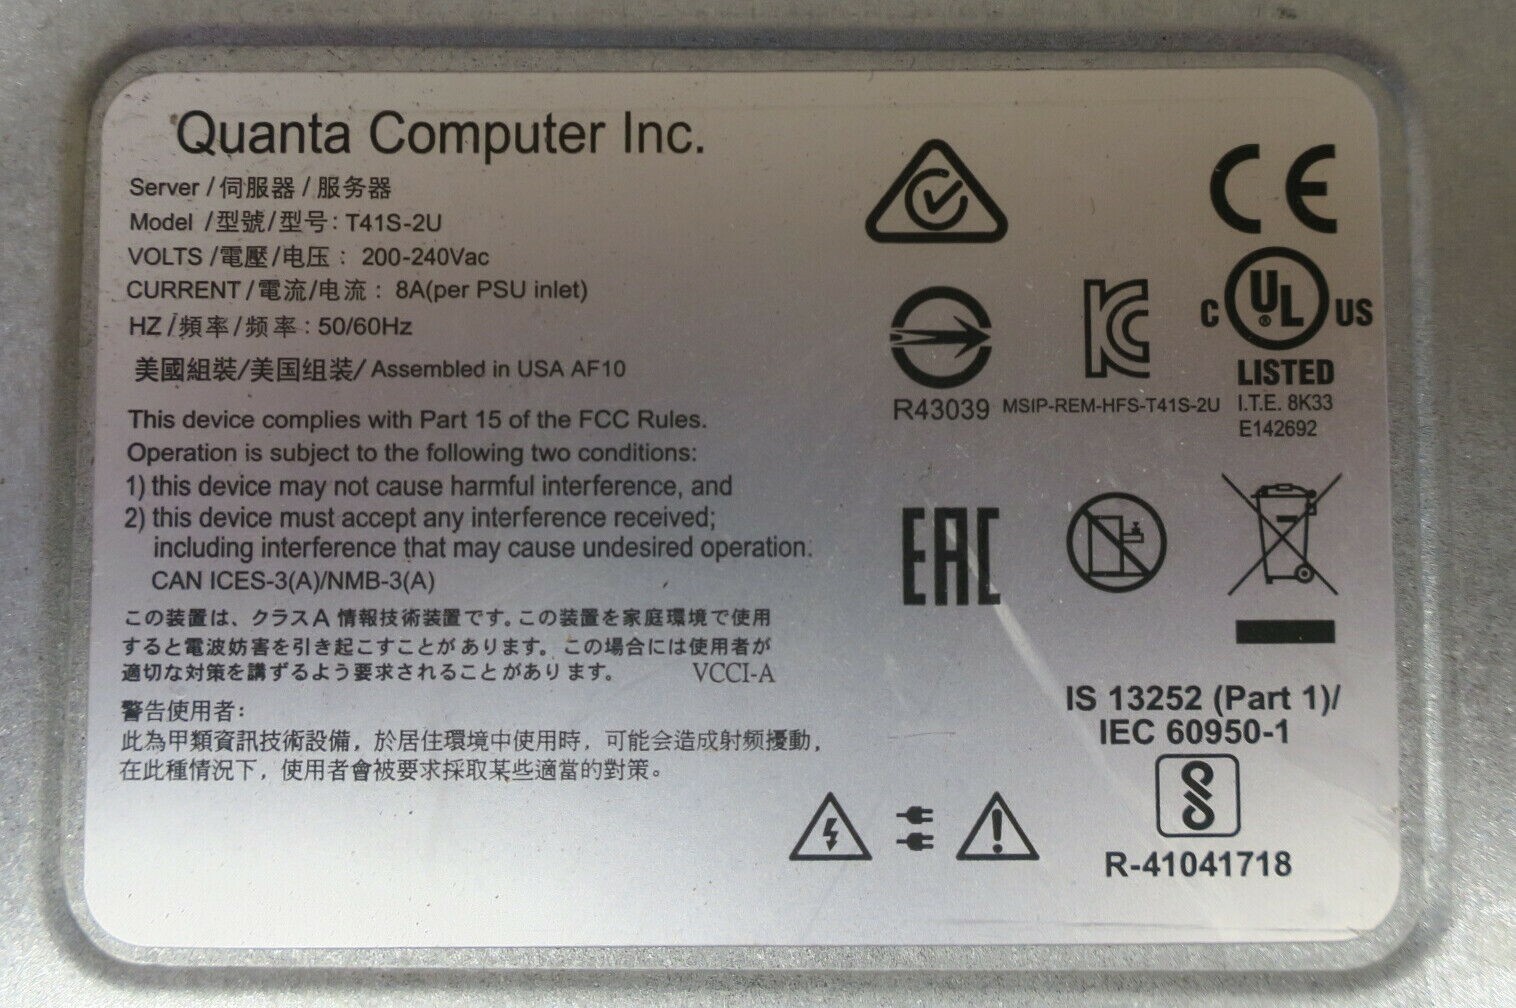 Quanta Computer Inc.
Server / 伺服器 / 服务器
Model / 型號/型号: T41S-2U
VOLTS / 電壓/电压 : 200-240Vac
CURRENT / 電流/电流 : 8A(per PSU inlet)
HZ / 頻率/频率 : 50/60Hz
美國組裝/美国组装/ Assembled in USA AF10
This device complies with Part 15 of the FCC Rules.
Operation is subject to the following two conditions:
1) this device may not cause harmful interference, and
2) this device must accept any interference received;
including interference that may cause undesired operation.
CAN ICES-3(A)/NMB-3(A)
この装置は、クラスA 情報技術装置です。この装置を家庭環境で使用
すると電波妨害を引き起こすことがあります。この場合には使用者が
適切な対策を講ずるよう要求されることがあります。 VCCI-A
警告使用者:
此為甲類資訊技術設備，於居住環境中使用時，可能会造成射频擾動，
在此種情況下，使用者會被要求採取某些適當的對策。
CE
R43039
MSIP-REM-HFS-T41S-2U
C UL ® US
LISTED
I.T.E. 8K33
E142692
EAC
IS 13252 (Part 1)/
IEC 60950-1
R-41041718